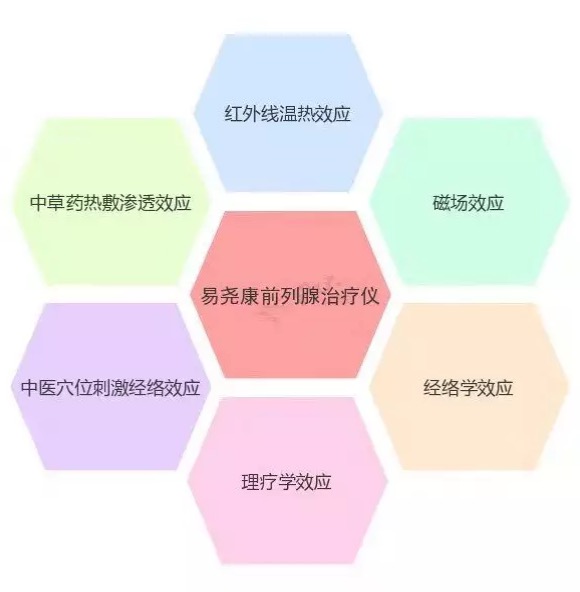 红外线温热效应
中草药热敷渗透效应
磁场效应
易尧康前列腺治疗仪
中医穴位刺激经络效应
经络学效应
理疗学效应